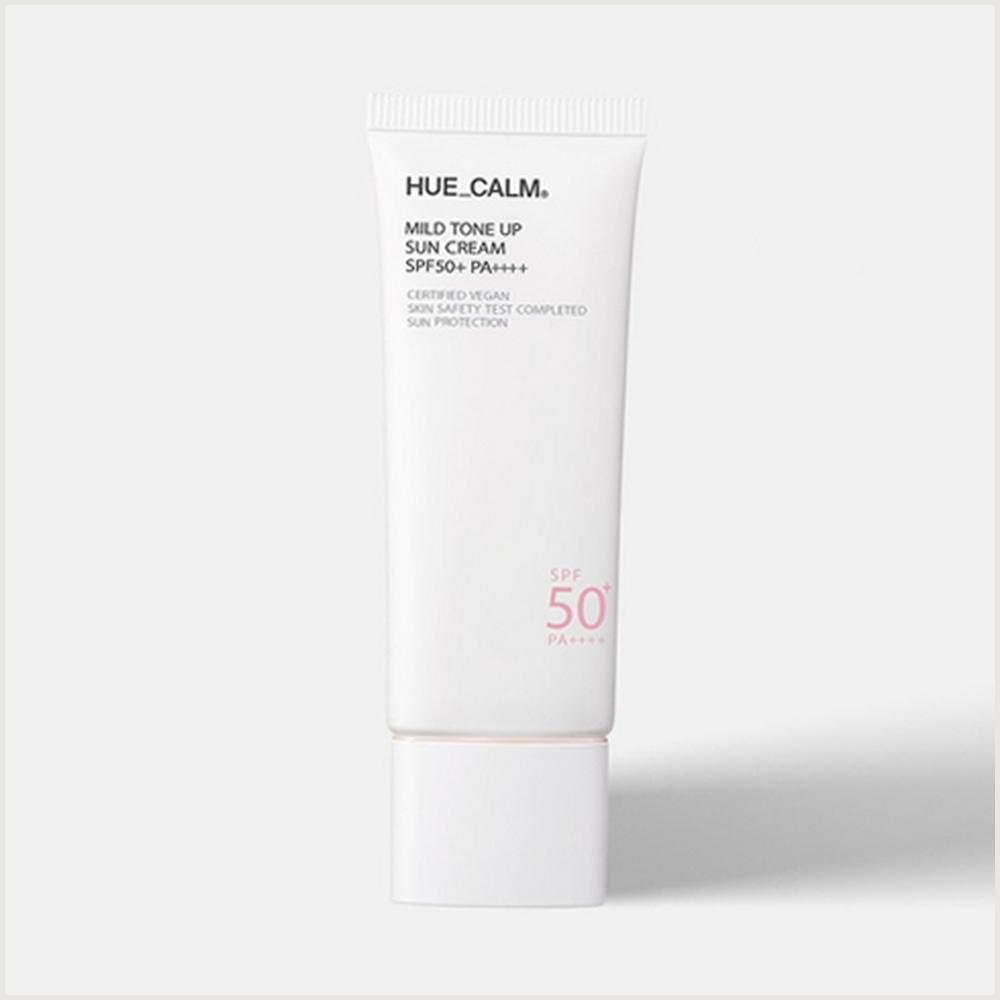 HUE_CALM®
MILD TONE UP
SUN CREAM
SPF50+ PA++++
CERTIFIED VEGAN
SKIN SAFETY TEST COMPLETED
SUN PROTECTION
SPF
50+
PA++++